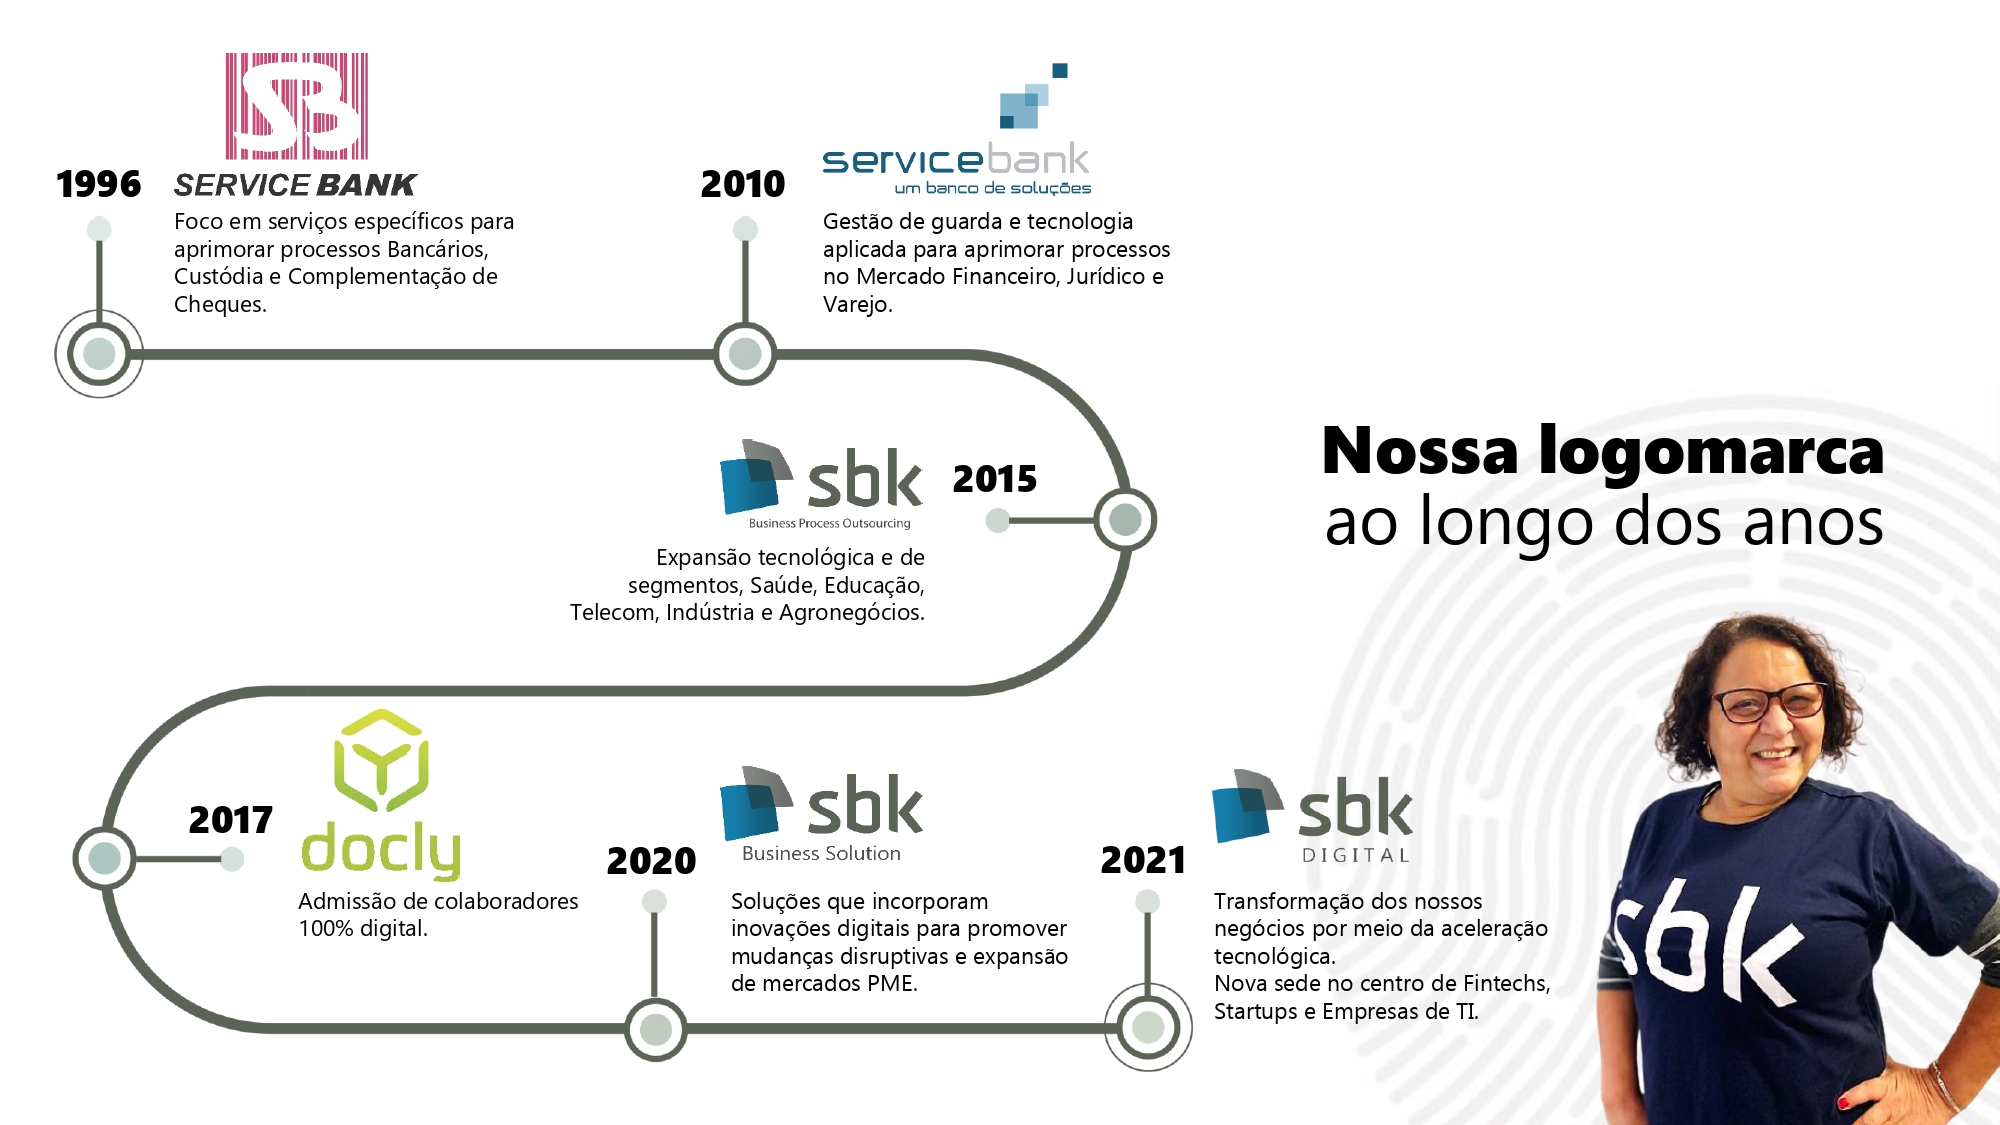 SB
SERVICE BANK
1996
Foco em serviços específicos para
aprimorar processos Bancários,
Custódia e Complementação de
Cheques.
servicebank
um banco de soluções
2010
Gestão de guarda e tecnologia
aplicada para aprimorar processos
no Mercado Financeiro, Jurídico e
Varejo.
Nossa logomarca
ao longo dos anos
sbk
Business Process Outsourcing
2015
Expansão tecnológica e de
segmentos, Saúde, Educação,
Telecom, Indústria e Agronegócios.
2017
docly
Admissão de colaboradores
100% digital.
sbk
Business Solution
2020
Soluções que incorporam
inovações digitais para promover
mudanças disruptivas e expansão
de mercados PME.
sbk
DIGITAL
2021
Transformação dos nossos
negócios por meio da aceleração
tecnológica.
Nova sede no centro de Fintechs,
Startups e Empresas de TI.
sbk